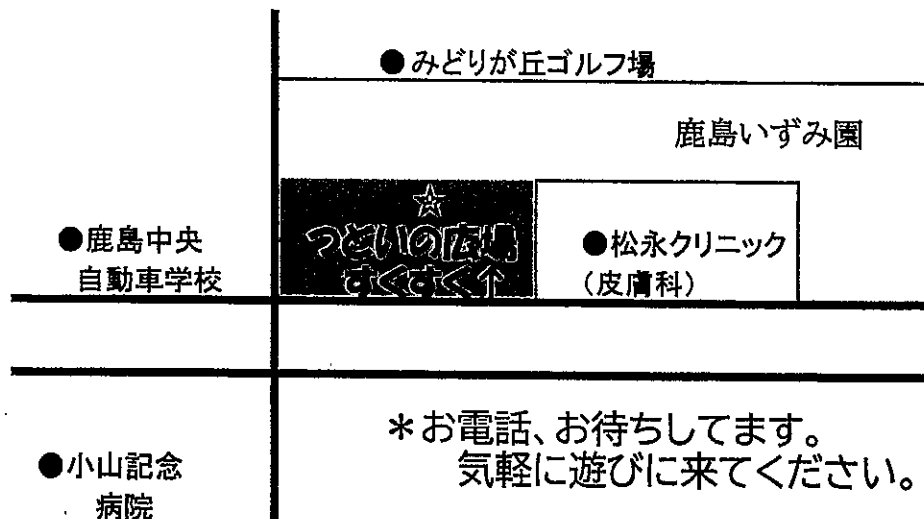 ●みどりが丘ゴルフ場
鹿島いずみ園
☆
●鹿島中央
自動車学校
つどいの広場
すくすく↑
●松永クリニック
(皮膚科)
*お電話、お待ちしてます。
気軽に遊びに来てください。
●小山記念
病院